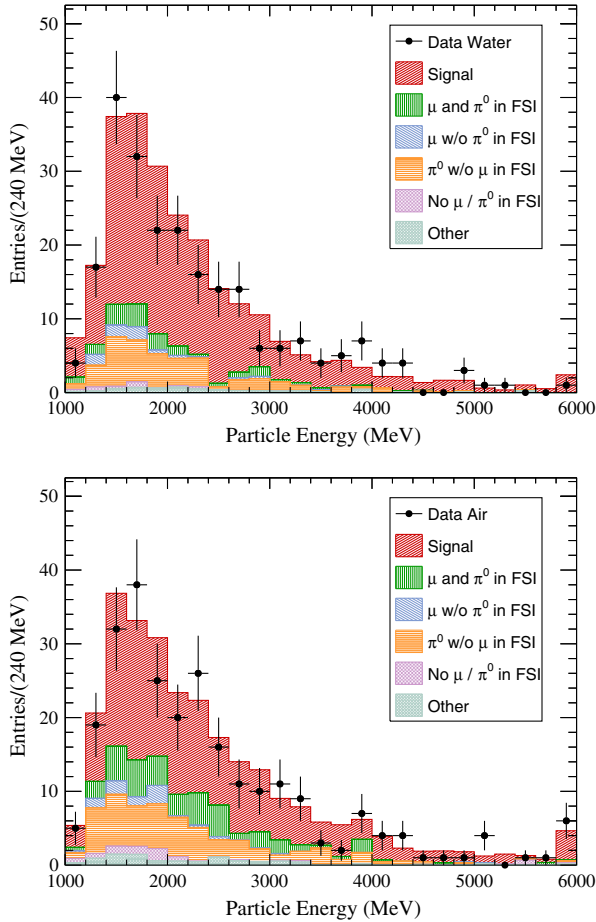 50
40
30
20
10
0
Entries/(240 MeV)
Data Water
Signal
μ and π⁰ in FSI
μ w/o π⁰ in FSI
π⁰ w/o μ in FSI
No μ / π⁰ in FSI
Other
1000 2000 3000 4000 5000 6000
Particle Energy (MeV)
50
40
30
20
10
0
Entries/(240 MeV)
Data Air
Signal
μ and π⁰ in FSI
μ w/o π⁰ in FSI
π⁰ w/o μ in FSI
No μ / π⁰ in FSI
Other
1000 2000 3000 4000 5000 6000
Particle Energy (MeV)